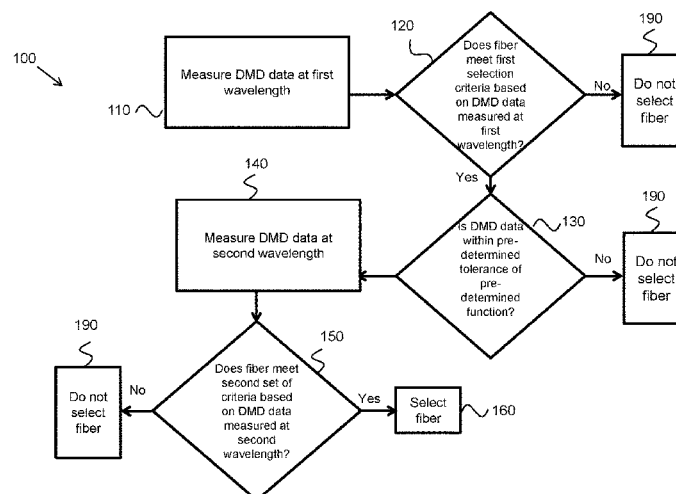 100
Measure DMD data at first
wavelength
110
120
Does fiber
meet first
selection
criteria based
on DMD data
measured at
first
wavelength?
No
190
Do not
select
fiber
Yes
130
Is DMD data
within pre-
determined
tolerance of
pre-
determined
function?
No
190
Do not
select
fiber
140
Measure DMD data at
second wavelength
150
Does fiber meet
second set of
criteria based
on DMD data
measured at
second
wavelength?
No
190
Do not
select
fiber
Yes
Select
fiber
160